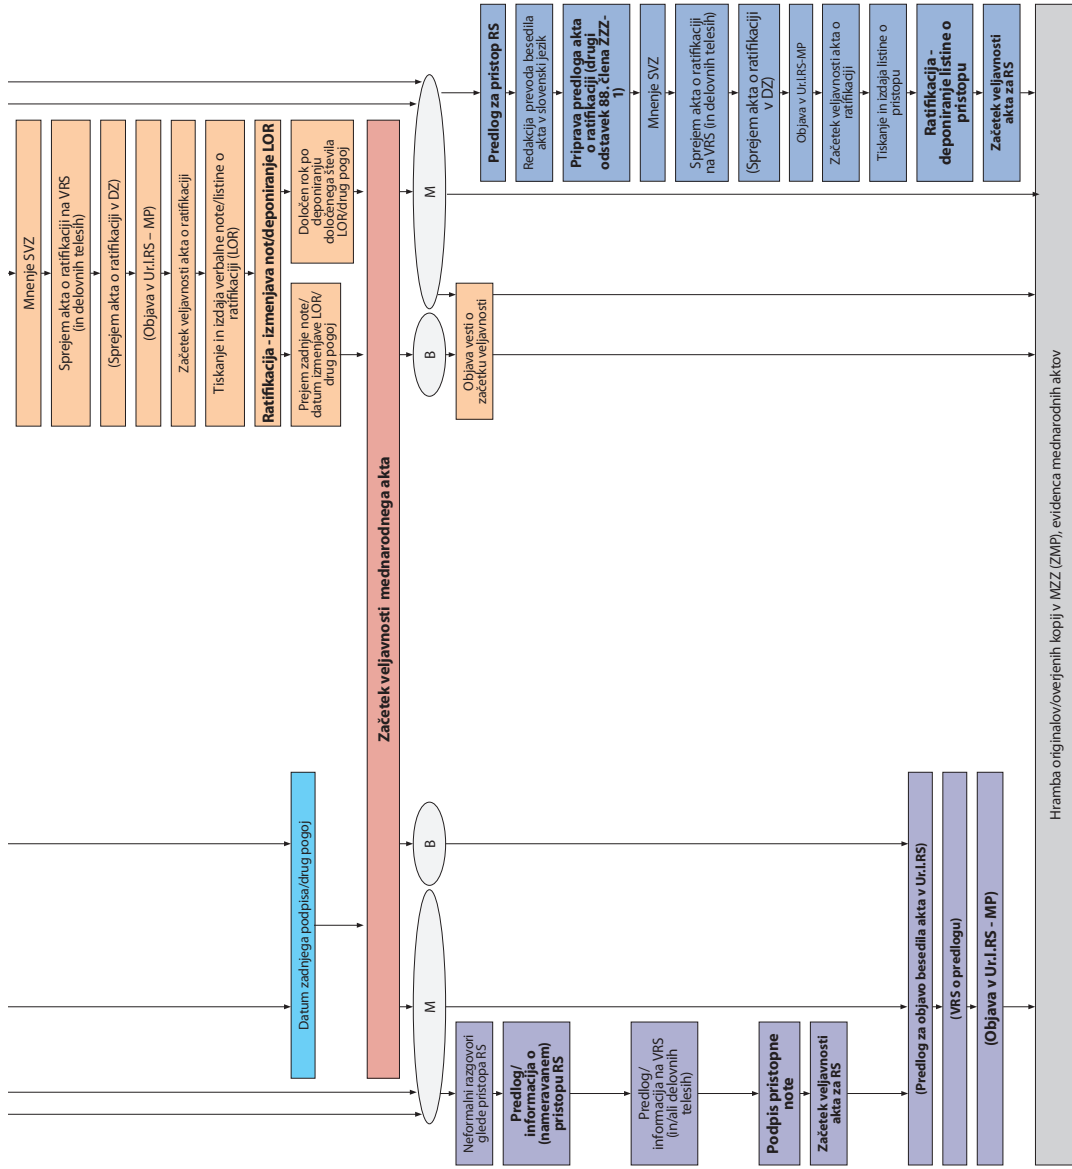 Mnenje SVZ
Sprejem akta o ratifikaciji na VRS
(in delovnih telesih)
(Sprejem akta o ratifikaciji v DZ)
(Objava v Ur.l.RS – MP)
Začetek veljavnosti akta o ratifikaciji
Tiskanje in izdaja verbalne note/listine o
ratifikaciji (LOR)
Ratifikacija - izmenjava not/deponiranje LOR
Prejem zadnje note/
datum izmenjave LOR/
drug pogoj
Določen rok po
deponiranju
določenega števila
LOR/drug pogoj
Datum zadnjega podpisa/drug pogoj
Začetek veljavnosti mednarodnega akta
M
B
B
M
Neformalni razgovori
glede pristopa RS
Predlog/
informacija o
(nameravanem)
pristopu RS
Predlog/
informacija na VRS
(in/ali delovnih
telesih)
Podpis pristopne
note
Začetek veljavnosti
akta za RS
(Predlog za objavo besedila akta v Ur.l.RS)
(VRS o predlogu)
(Objava v Ur.l.RS - MP)
Objava vesti o
začetku veljavnosti
Predlog za pristop RS
Redakcija prevoda besedila
akta v slovenski jezik
Priprava predloga akta
o ratifikaciji (drugi
odstavek 88. člena ZZZ-
1)
Mnenje SVZ
Sprejem akta o ratifikaciji
na VRS (in delovnih telesih)
(Sprejem akta o ratifikaciji
v DZ)
Objava v Ur.l.RS-MP
Začetek veljavnosti akta o
ratifikaciji
Tiskanje in izdaja listine o
pristopu
Ratifikacija -
deponiranje listine o
pristopu
Začetek veljavnosti
akta za RS
Hramba originalov/overjenih kopij v MZZ (ZMP), evidenca mednarodnih aktov